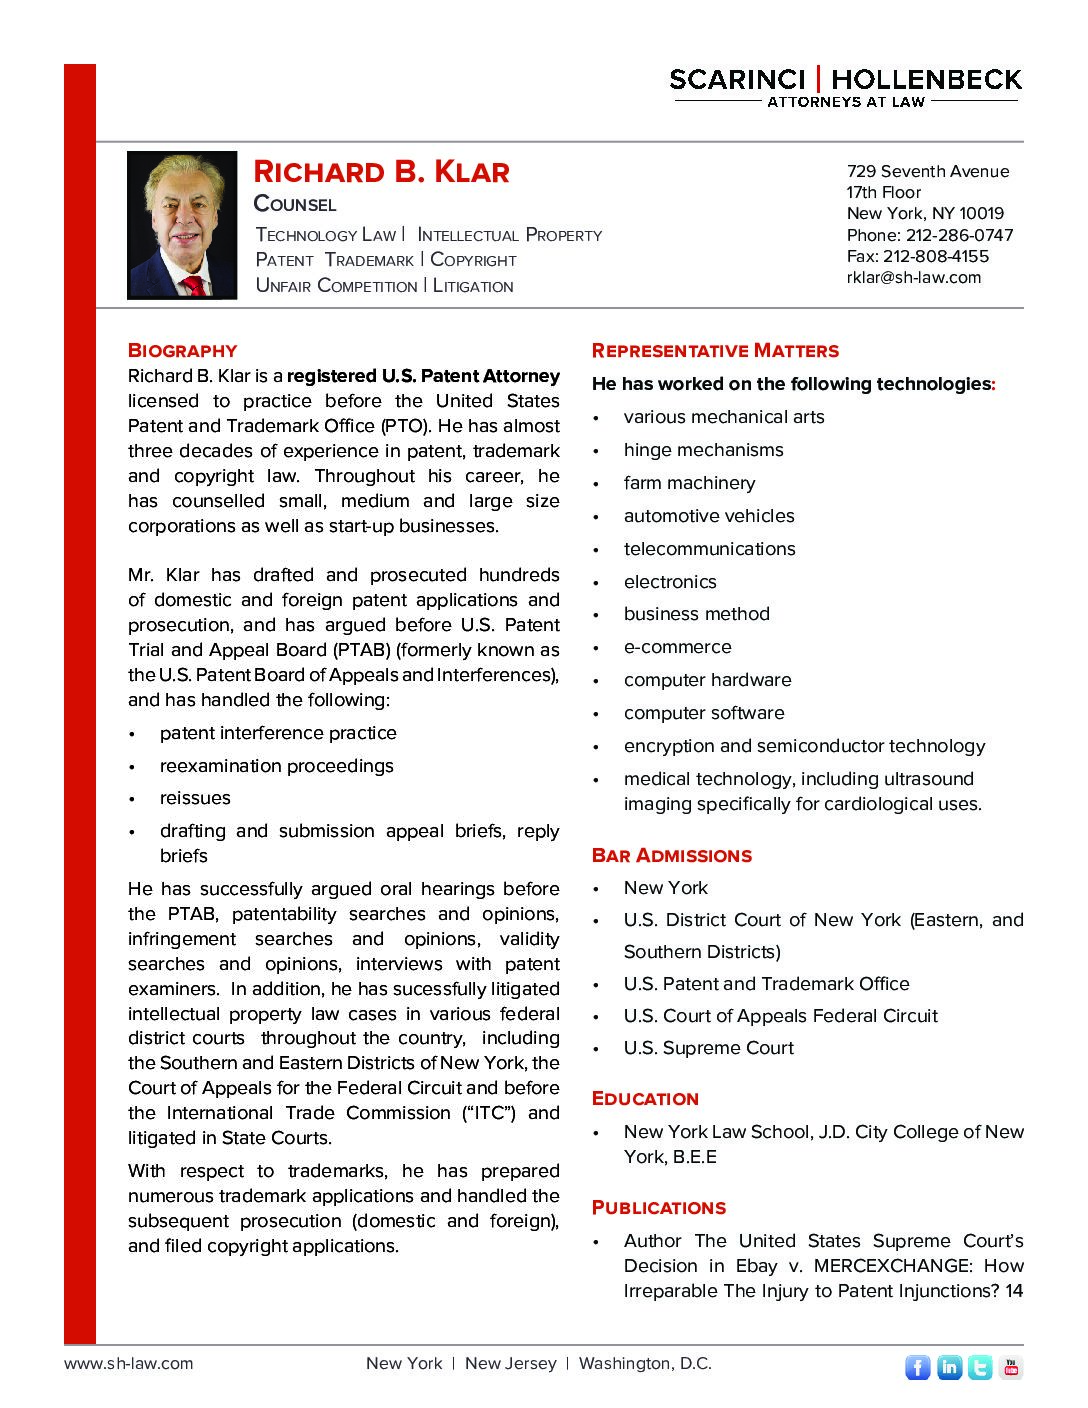 SCARINCI | HOLLENBECK
ATTORNEYS AT LAW
RICHARD B. KLAR
COUNSEL
TECHNOLOGY LAW | INTELLECTUAL PROPERTY
PATENT TRADEMARK | COPYRIGHT
UNFAIR COMPETITION | LITIGATION
729 Seventh Avenue
17th Floor
New York, NY 10019
Phone: 212-286-0747
Fax: 212-808-4155
rklar@sh-law.com
BIOGRAPHY
Richard B. Klar is a registered U.S. Patent Attorney
licensed to practice before the United States
Patent and Trademark Office (PTO). He has almost
three decades of experience in patent, trademark
and copyright law. Throughout his career, he
has counselled small, medium and large size
corporations as well as start-up businesses.
Mr. Klar has drafted and prosecuted hundreds
of domestic and foreign patent applications and
prosecution, and has argued before U.S. Patent
Trial and Appeal Board (PTAB) (formerly known as
the U.S. Patent Board of Appeals and Interferences),
and has handled the following:
• patent interference practice
• reexamination proceedings
• reissues
• drafting and submission appeal briefs, reply
briefs
He has successfully argued oral hearings before
the PTAB, patentability searches and opinions,
infringement searches and opinions, validity
searches and opinions, interviews with patent
examiners. In addition, he has sucessfully litigated
intellectual property law cases in various federal
district courts throughout the country, including
the Southern and Eastern Districts of New York, the
Court of Appeals for the Federal Circuit and before
the International Trade Commission (“ITC”) and
litigated in State Courts.
With respect to trademarks, he has prepared
numerous trademark applications and handled the
subsequent prosecution (domestic and foreign),
and filed copyright applications.
REPRESENTATIVE MATTERS
He has worked on the following technologies:
• various mechanical arts
• hinge mechanisms
• farm machinery
• automotive vehicles
• telecommunications
• electronics
• business method
• e-commerce
• computer hardware
• computer software
• encryption and semiconductor technology
• medical technology, including ultrasound
imaging specifically for cardiological uses.
BAR ADMISSIONS
• New York
• U.S. District Court of New York (Eastern, and
Southern Districts)
• U.S. Patent and Trademark Office
• U.S. Court of Appeals Federal Circuit
• U.S. Supreme Court
EDUCATION
• New York Law School, J.D. City College of New
York, B.E.E
PUBLICATIONS
• Author The United States Supreme Court’s
Decision in Ebay v. MERCEXCHANGE: How
Irreparable The Injury to Patent Injunctions? 14
www.sh-law.com
New York | New Jersey | Washington, D.C.
f in t You Tube